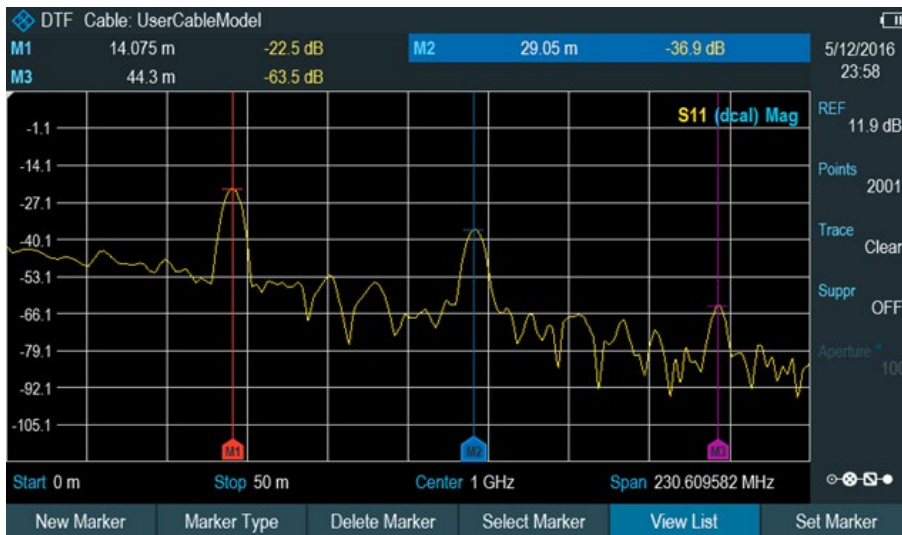 DTF Cable: UserCableModel
M1 14.075 m -22.5 dB M2 29.05 m -36.9 dB
M3 44.3 m -63.5 dB
5/12/2016
23:58
S11 (dcal) Mag
-1.1
-14.1
-27.1
-40.1
-53.1
-66.1
-79.1
-92.1
-105.1
M1 M2 M3
REF
11.9 dB
Points
2001
Trace
Clear
Suppr
OFF
Aperture
100
Start 0 m Stop 50 m Center 1 GHz Span 230.609582 MHz
New Marker Marker Type Delete Marker Select Marker View List Set Marker